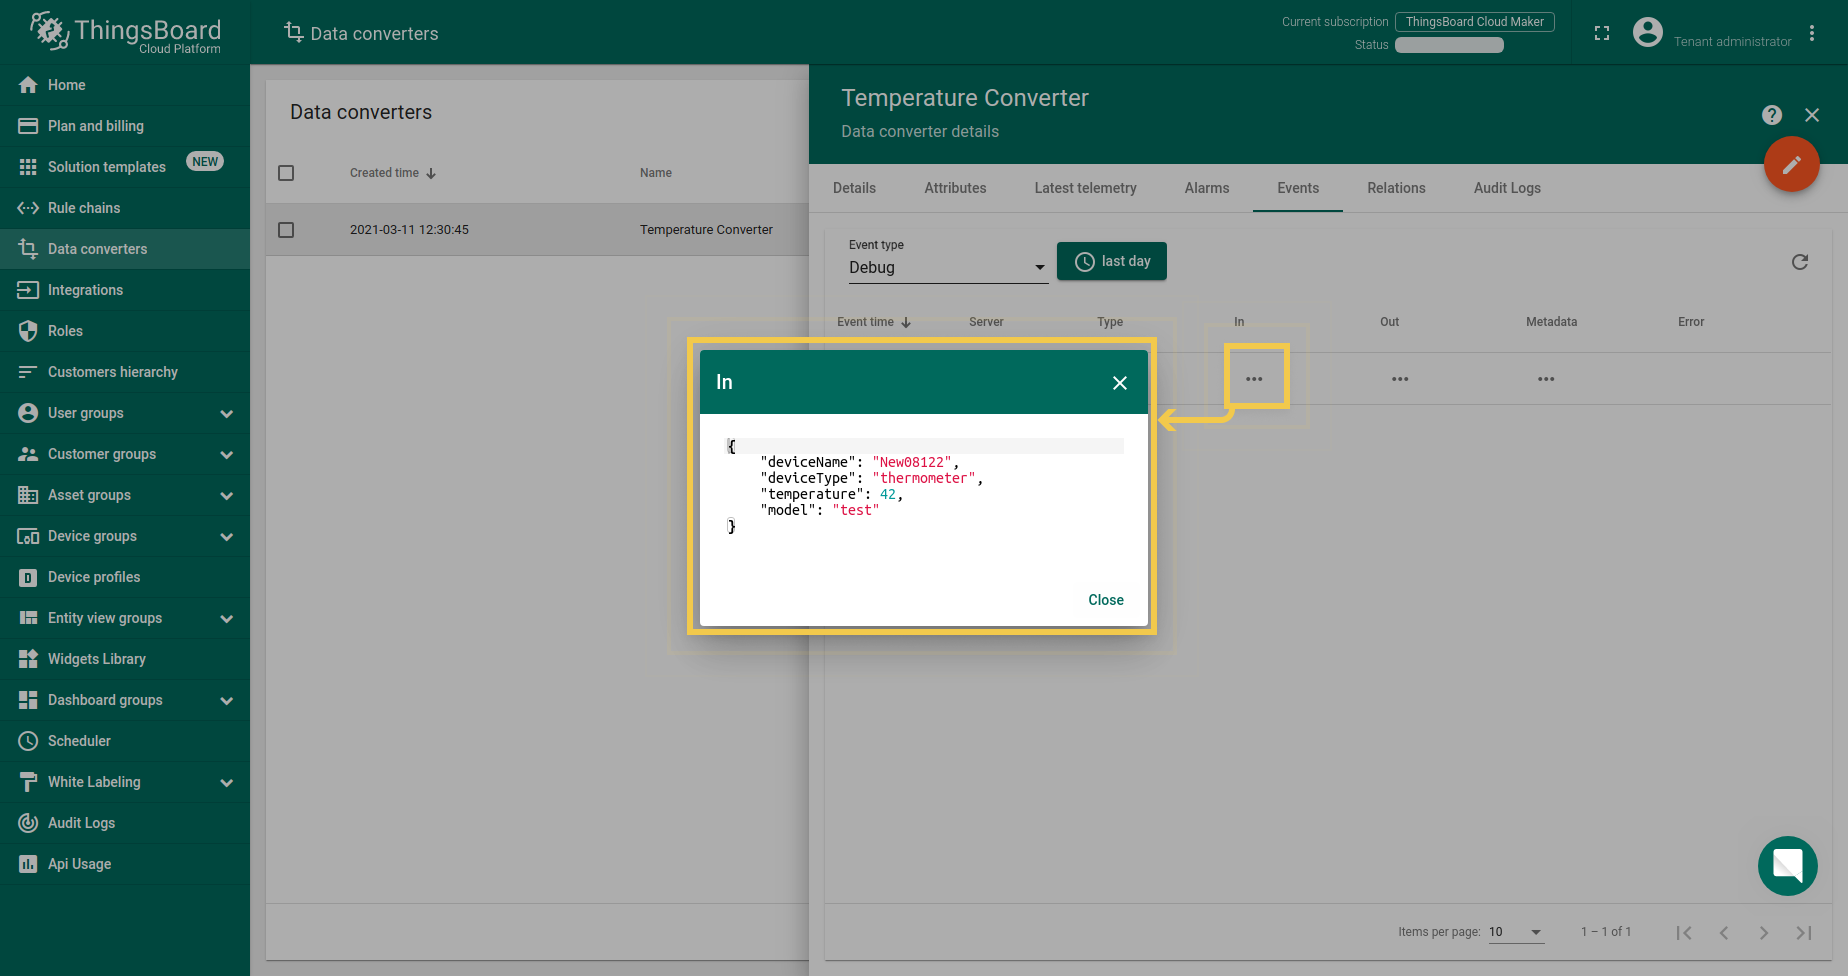 ThingsBoard
Cloud Platform
Data converters
Current subscription ThingsBoard Cloud Maker
Status
Tenant administrator
Home
Plan and billing
Solution templates NEW
Rule chains
Data converters
Integrations
Roles
Customers hierarchy
User groups
Customer groups
Asset groups
Device groups
Device profiles
Entity view groups
Widgets Library
Dashboard groups
Scheduler
White Labeling
Audit Logs
Api Usage
Data converters
Created time Name
2021-03-11 12:30:45 Temperature Converter
Temperature Converter
Data converter details
Details Attributes Latest telemetry Alarms Events Relations Audit Logs
Event type
Debug
last day
Event time Server Type In Out Metadata Error
In
{
"deviceName": "New08122",
"deviceType": "thermometer",
"temperature": 42,
"model": "test"
}
Close
Items per page: 10 1 – 1 of 1